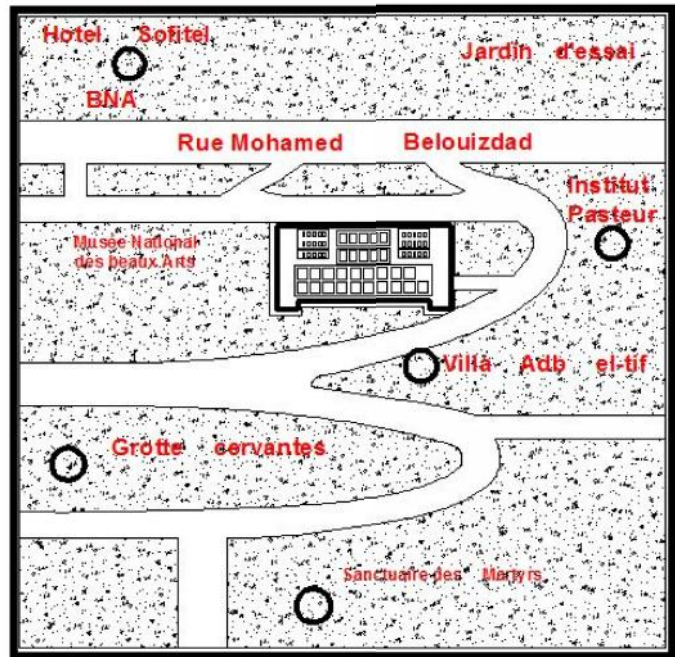 Hotel Sofitel
BNA
Jardin d'essai
Rue Mohamed Belouizdad
Institut
Pasteur
Musée National
des beaux Arts
Villa Adb el-tif
Grotte cervantes
Sanctuaire des Martyrs